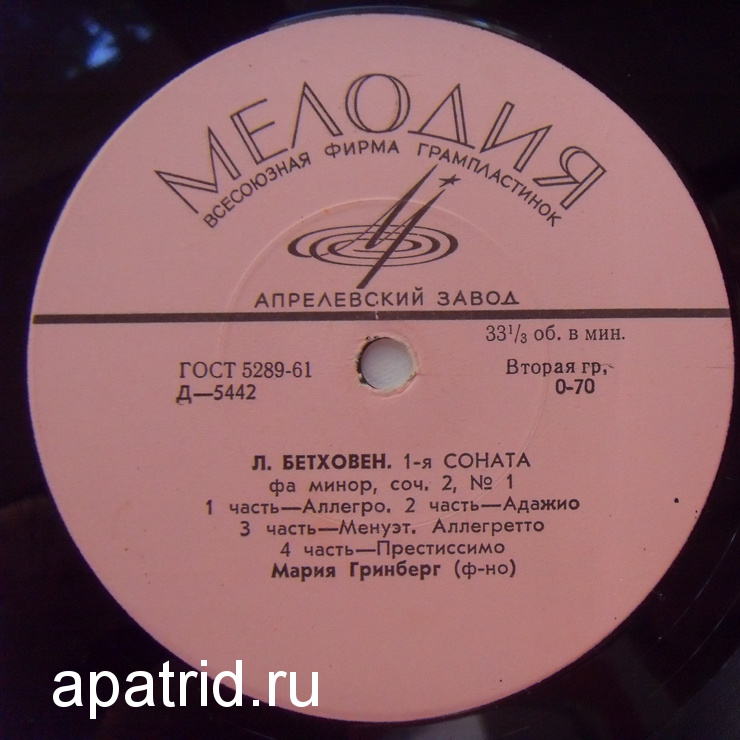 МЕЛОДИЯ
ВСЕСОЮЗНАЯ ФИРМА ГРАМПЛАСТИНОК
АПРЕЛЕВСКИЙ ЗАВОД
33 1/3 об. в мин.
ГОСТ 5289-61 Вторая гр,
Д—5442 0-70
Л. БЕТХОВЕН. 1-я СОНАТА
фа минор, соч. 2, № 1
1 часть—Аллегро. 2 часть—Адажио
3 часть—Менуэт. Аллегретто
4 часть—Престиссимо
Мария Гринберг (ф-но)
apatrid.ru